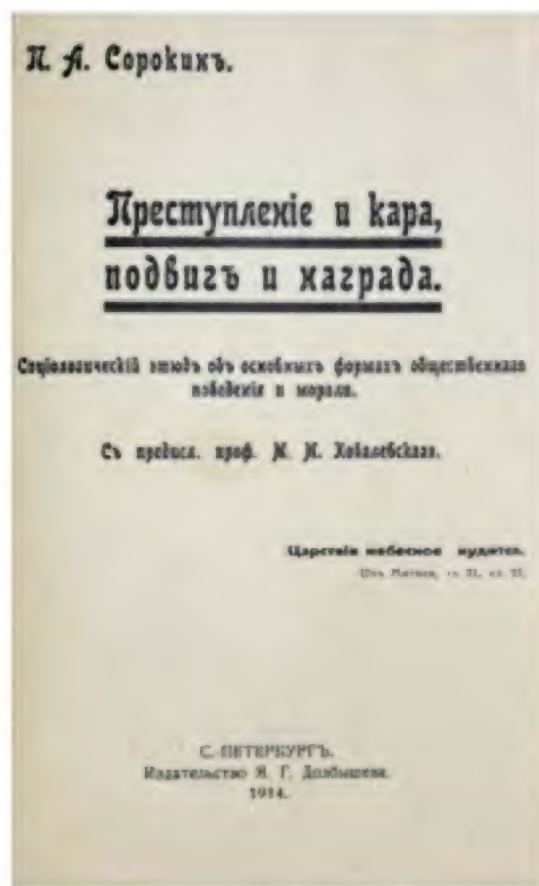 П. А. Сорокинъ.
Преступленіе и кара,
подвигъ и награда.
Соціологическій этюдъ объ основныхъ формахъ общественнаго
поведенія и морали.
Съ предисл. проф. М. М. Ковалевскаго.
Царствіе небесное нудится.
С.-ПЕТЕРБУРГЪ.
Издательство Я. Г. Долбышева.
1914.